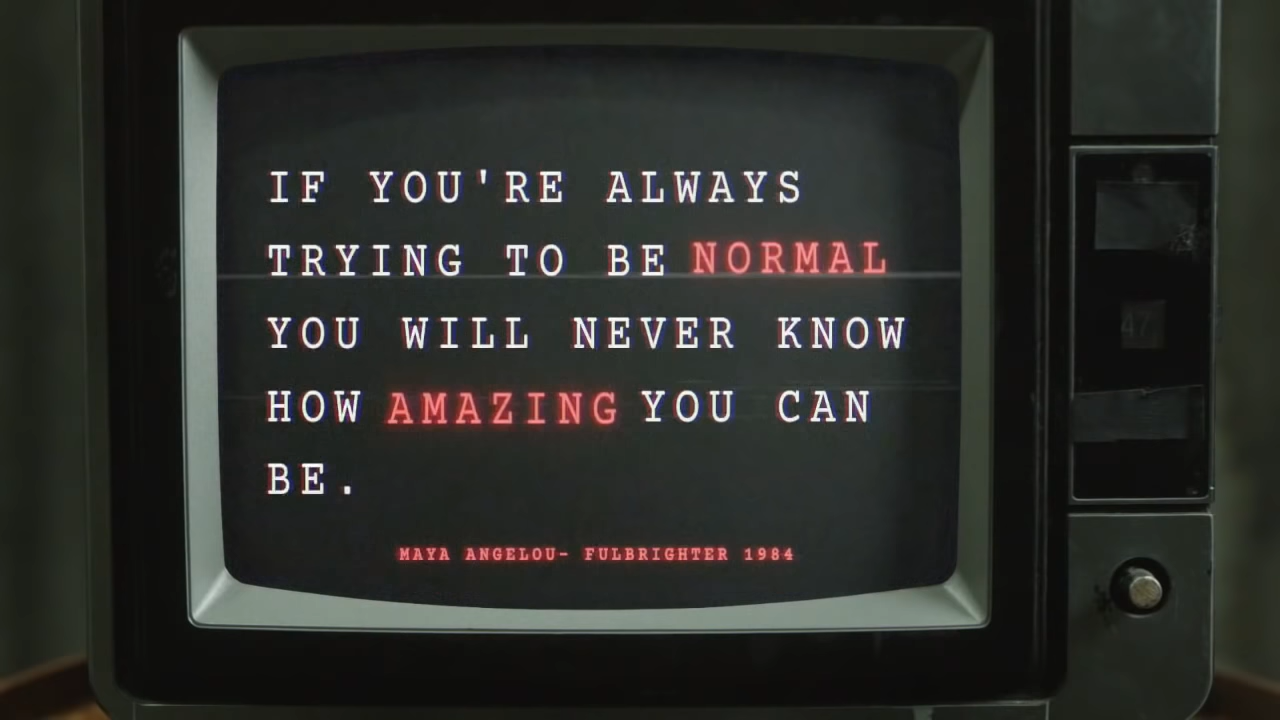 IF YOU'RE ALWAYS
TRYING TO BE NORMAL
YOU WILL NEVER KNOW
HOW AMAZING YOU CAN
BE.
MAYA ANGELOU- FULBRIGHTER 1984